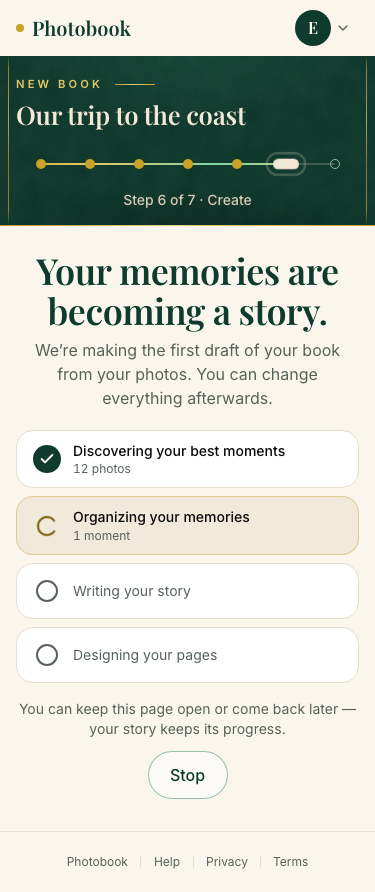 Photobook
E
NEW BOOK
Our trip to the coast
Step 6 of 7 · Create
Your memories are
becoming a story.
We’re making the first draft of your book
from your photos. You can change
everything afterwards.
Discovering your best moments
12 photos
Organizing your memories
1 moment
Writing your story
Designing your pages
You can keep this page open or come back later —
your story keeps its progress.
Stop
Photobook
Help
Privacy
Terms